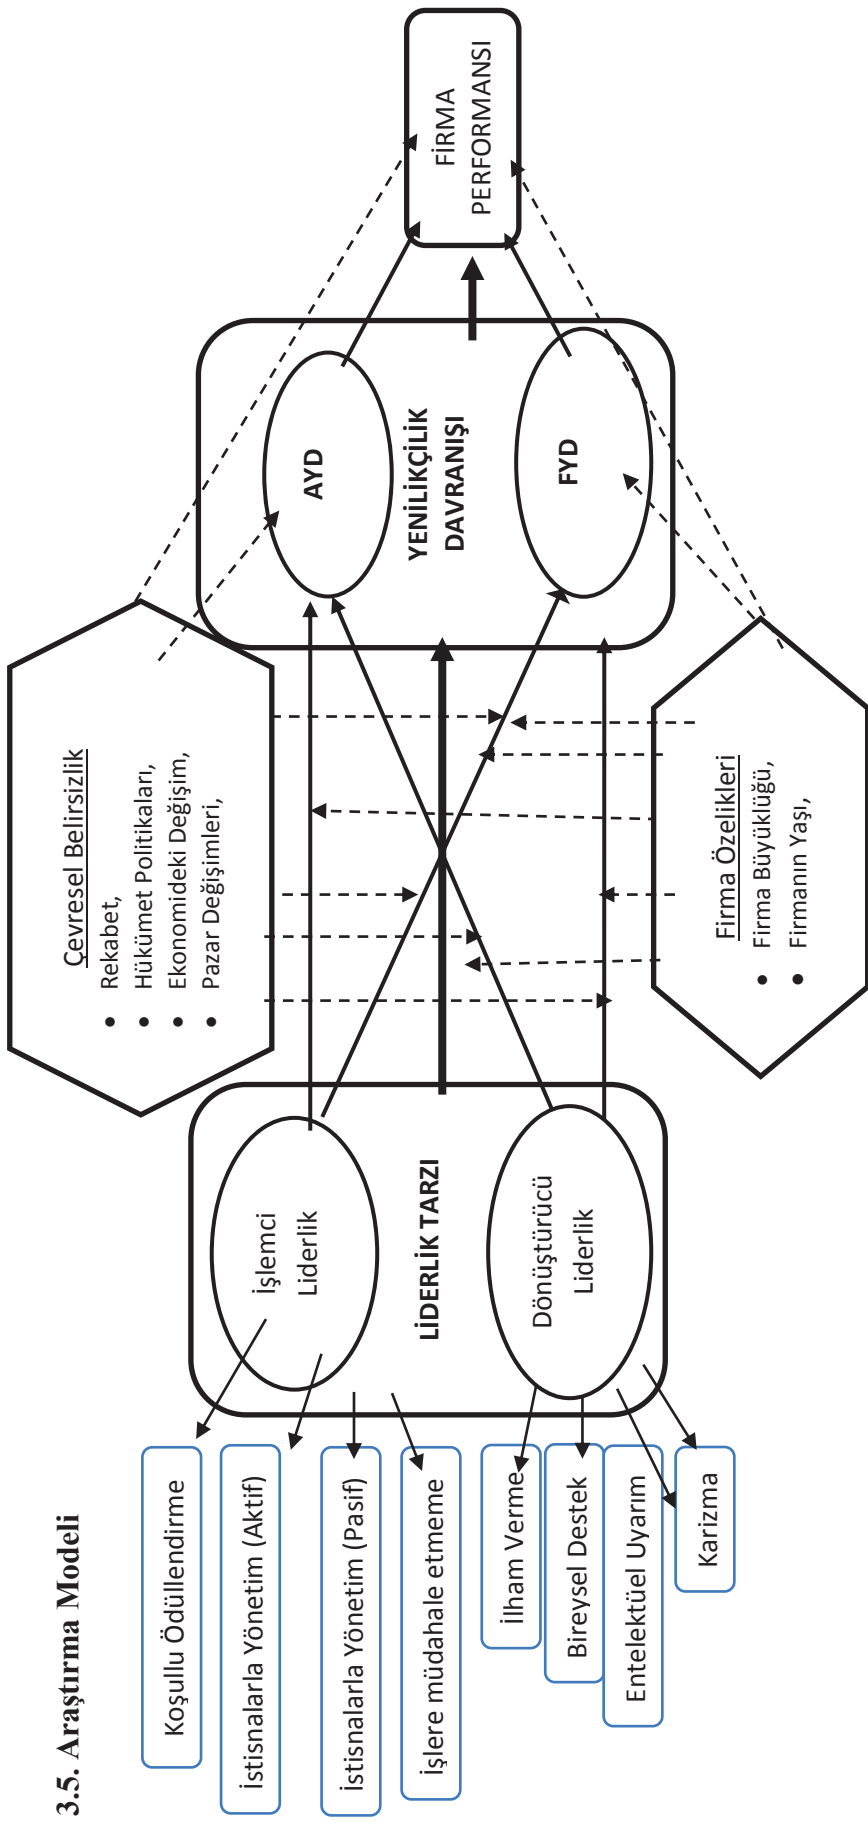 3.5. Araştırma Modeli
Koşullu Ödüllendirme
İstisnalarla Yönetim (Aktif)
İstisnalarla Yönetim (Pasif)
İşlere müdahale etmeme
İlham Verme
Bireysel Destek
Entelektüel Uyarım
Karizma
İşlemci
Liderlik
LİDERLİK TARZI
Dönüştürücü
Liderlik
Çevresel Belirsizlik
• Rekabet,
• Hükümet Politikaları,
• Ekonomideki Değişim,
• Pazar Değişimleri,
Firma Özelikleri
• Firma Büyüklüğü,
• Firmanın Yaşı,
AYD
YENİLİKÇİLİK
DAVRANIŞI
FYD
FİRMA
PERFORMANSI